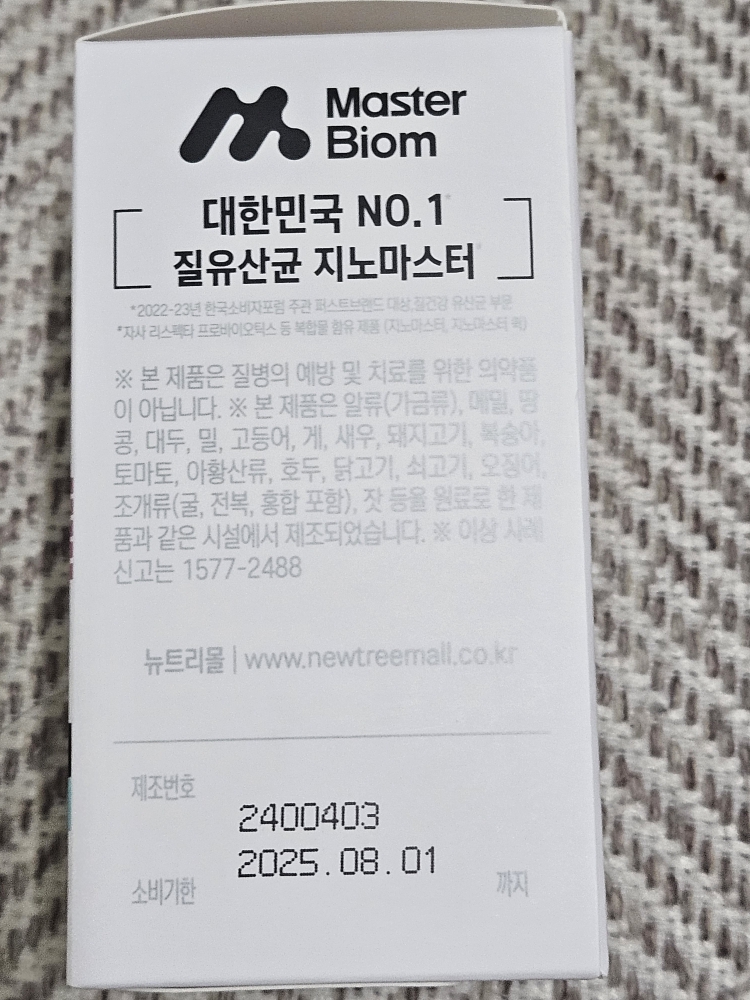 Master
Biom
대한민국 NO.1*
질유산균 지노마스터*
*2022-23년 한국소비자포럼 주관 퍼스트브랜드 대상,질건강 유산균 부문
*자사 리스펙타 프로바이오틱스 등 복합물 함유 제품 (지노마스터, 지노마스터 퀵)
※ 본 제품은 질병의 예방 및 치료를 위한 의약품
이 아닙니다. ※ 본 제품은 알류(가금류), 메밀, 땅
콩, 대두, 밀, 고등어, 게, 새우, 돼지고기, 복숭아,
토마토, 아황산류, 호두, 닭고기, 쇠고기, 오징어,
조개류(굴, 전복, 홍합 포함), 잣 등을 원료로 한 제
품과 같은 시설에서 제조되었습니다. ※ 이상 사례
신고는 1577-2488
뉴트리몰 | www.newtreemall.co.kr
제조번호
2400403
2025.08.01
소비기한 까지